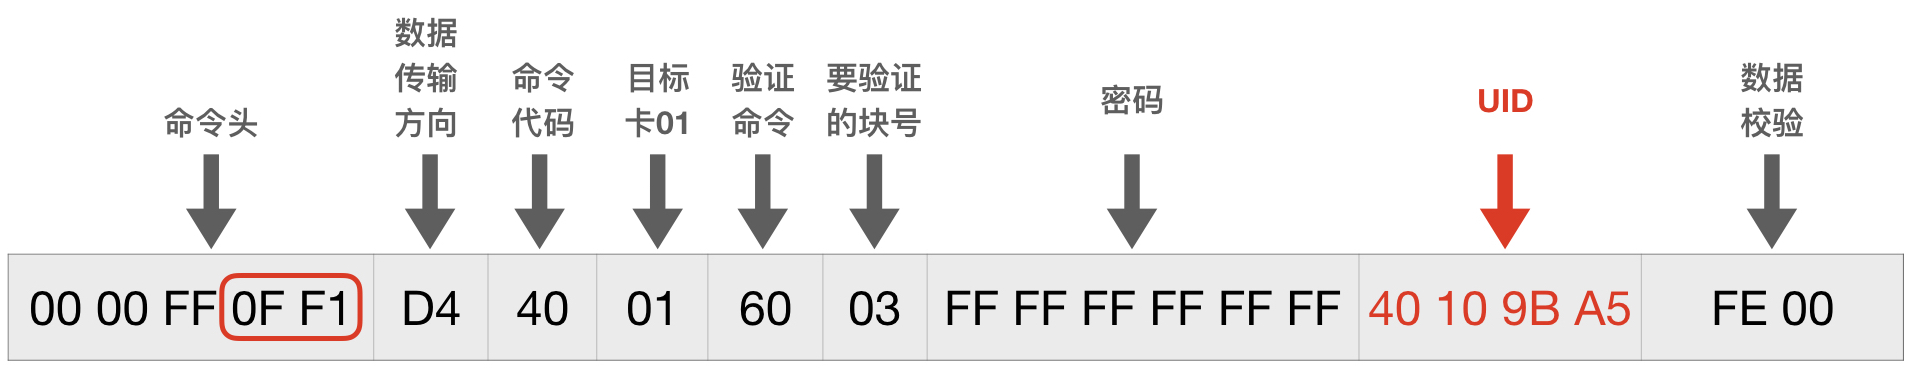 命令头
数据
传输
方向
命令
代码
目标
卡01
验证
命令
要验证
的块号
密码
UID
数据
校验
00 00 FF 0F F1 D4 40 01 60 03 FF FF FF FF FF FF 40 10 9B A5 FE 00